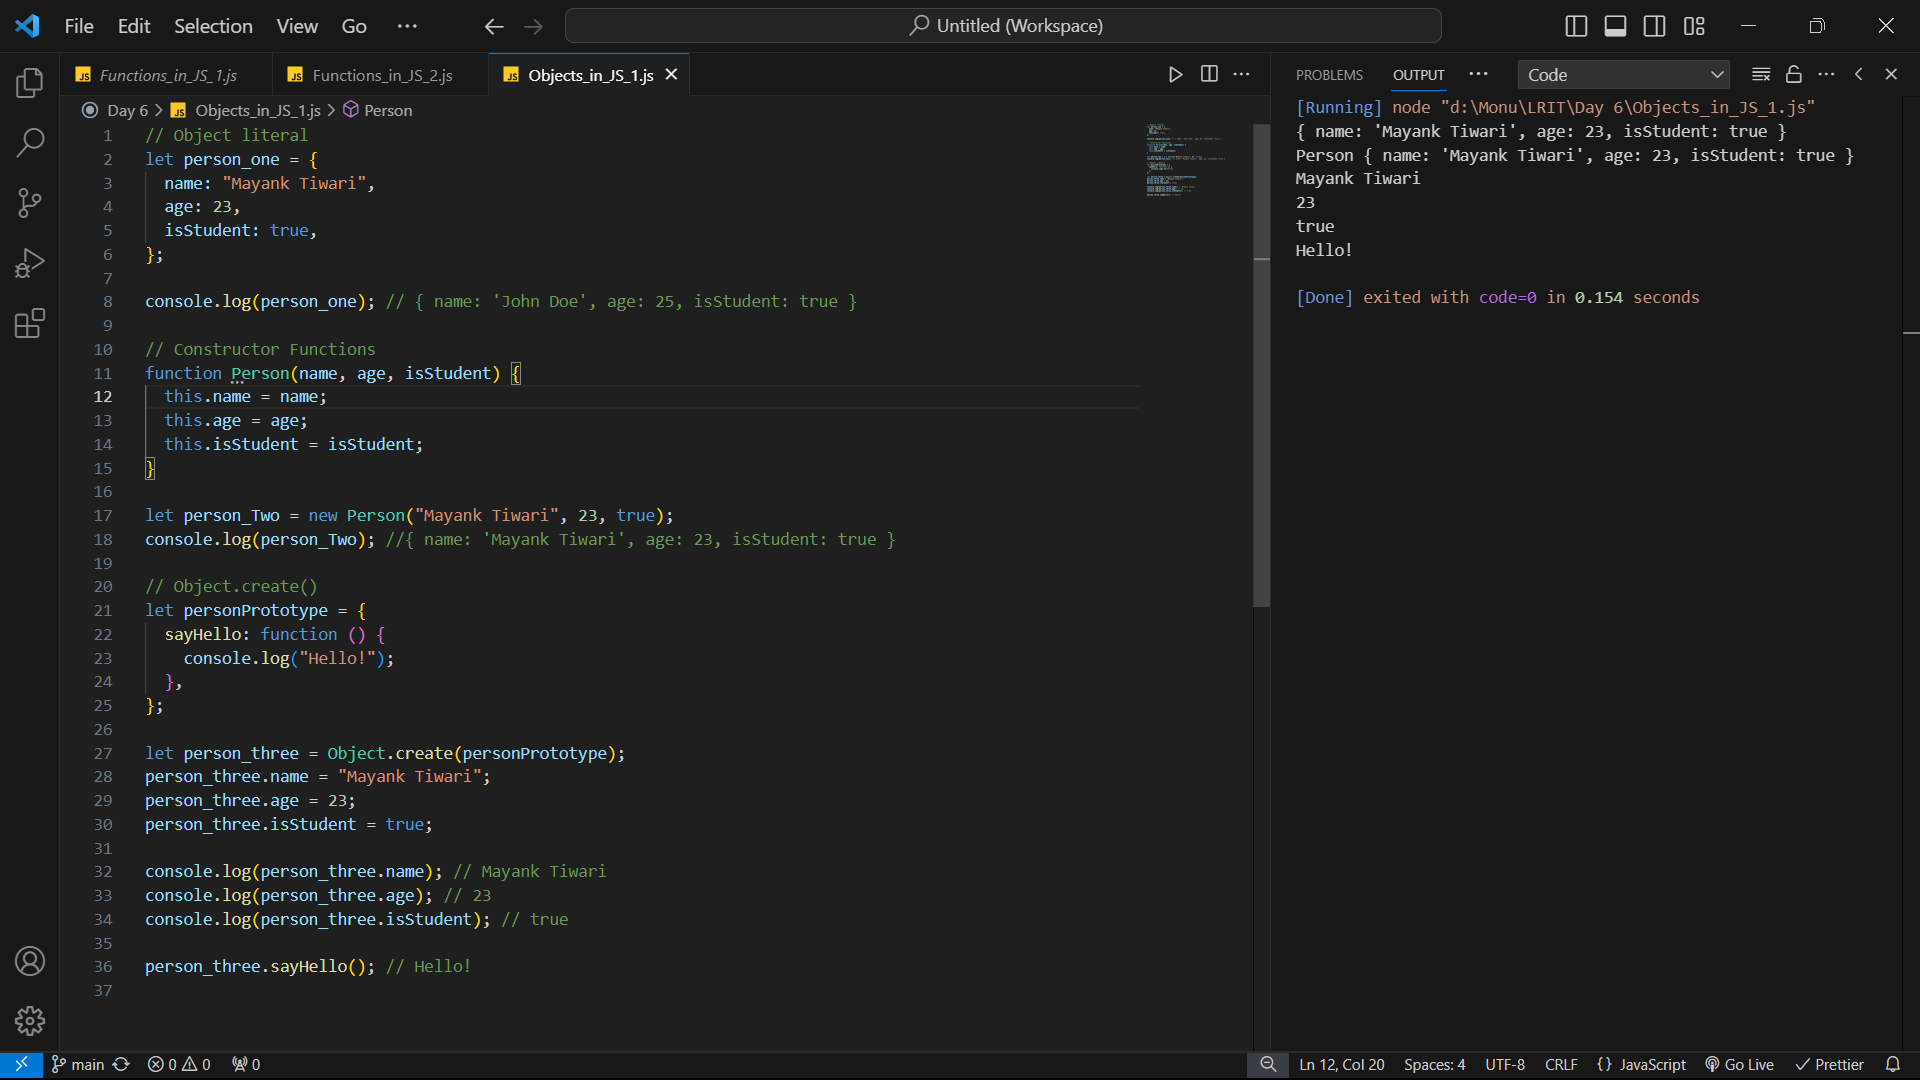 File Edit Selection View Go ··· Untitled (Workspace)
Functions_in_JS_1.js Functions_in_JS_2.js Objects_in_JS_1.js
Day 6 > Objects_in_JS_1.js > Person
1 // Object literal
2 let person_one = {
3 name: "Mayank Tiwari",
4 age: 23,
5 isStudent: true,
6 };
7
8 console.log(person_one); // { name: 'John Doe', age: 25, isStudent: true }
9
10 // Constructor Functions
11 function Person(name, age, isStudent) {
12 this.name = name;
13 this.age = age;
14 this.isStudent = isStudent;
15 }
16
17 let person_Two = new Person("Mayank Tiwari", 23, true);
18 console.log(person_Two); //{ name: 'Mayank Tiwari', age: 23, isStudent: true }
19
20 // Object.create()
21 let personPrototype = {
22 sayHello: function () {
23 console.log("Hello!");
24 },
25 };
26
27 let person_three = Object.create(personPrototype);
28 person_three.name = "Mayank Tiwari";
29 person_three.age = 23;
30 person_three.isStudent = true;
31
32 console.log(person_three.name); // Mayank Tiwari
33 console.log(person_three.age); // 23
34 console.log(person_three.isStudent); // true
35
36 person_three.sayHello(); // Hello!
37
PROBLEMS OUTPUT ··· Code
[Running] node "d:\Monu\LRIT\Day 6\Objects_in_JS_1.js"
{ name: 'Mayank Tiwari', age: 23, isStudent: true }
Person { name: 'Mayank Tiwari', age: 23, isStudent: true }
Mayank Tiwari
23
true
Hello!
[Done] exited with code=0 in 0.154 seconds
main 0 0 0 Ln 12, Col 20 Spaces: 4 UTF-8 CRLF {} JavaScript Go Live Prettier